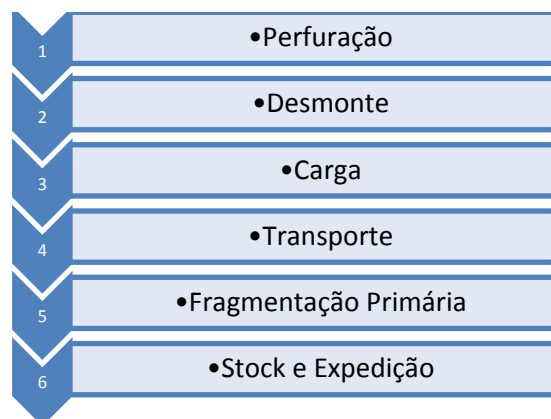 1 •Perfuração
2 •Desmonte
3 •Carga
4 •Transporte
5 •Fragmentação Primária
6 •Stock e Expedição